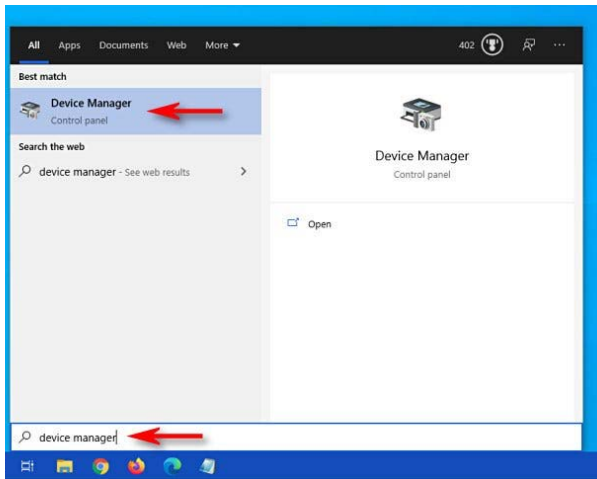 All Apps Documents Web More 402 ...
Best match
Device Manager
Control panel
Search the web
device manager - See web results
Device Manager
Control panel
Open
device manager